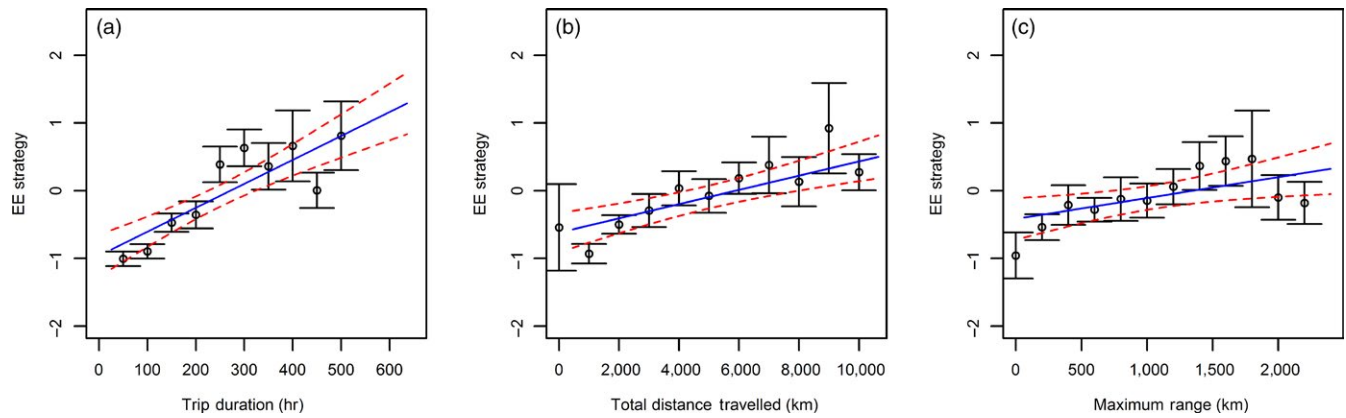 (a)
EE strategy
2
1
0
−1
−2
0 100 200 300 400 500 600
Trip duration (hr)
(b)
EE strategy
2
1
0
−1
−2
0 2,000 4,000 6,000 8,000 10,000
Total distance travelled (km)
(c)
EE strategy
2
1
0
−1
−2
0 500 1,000 1,500 2,000
Maximum range (km)